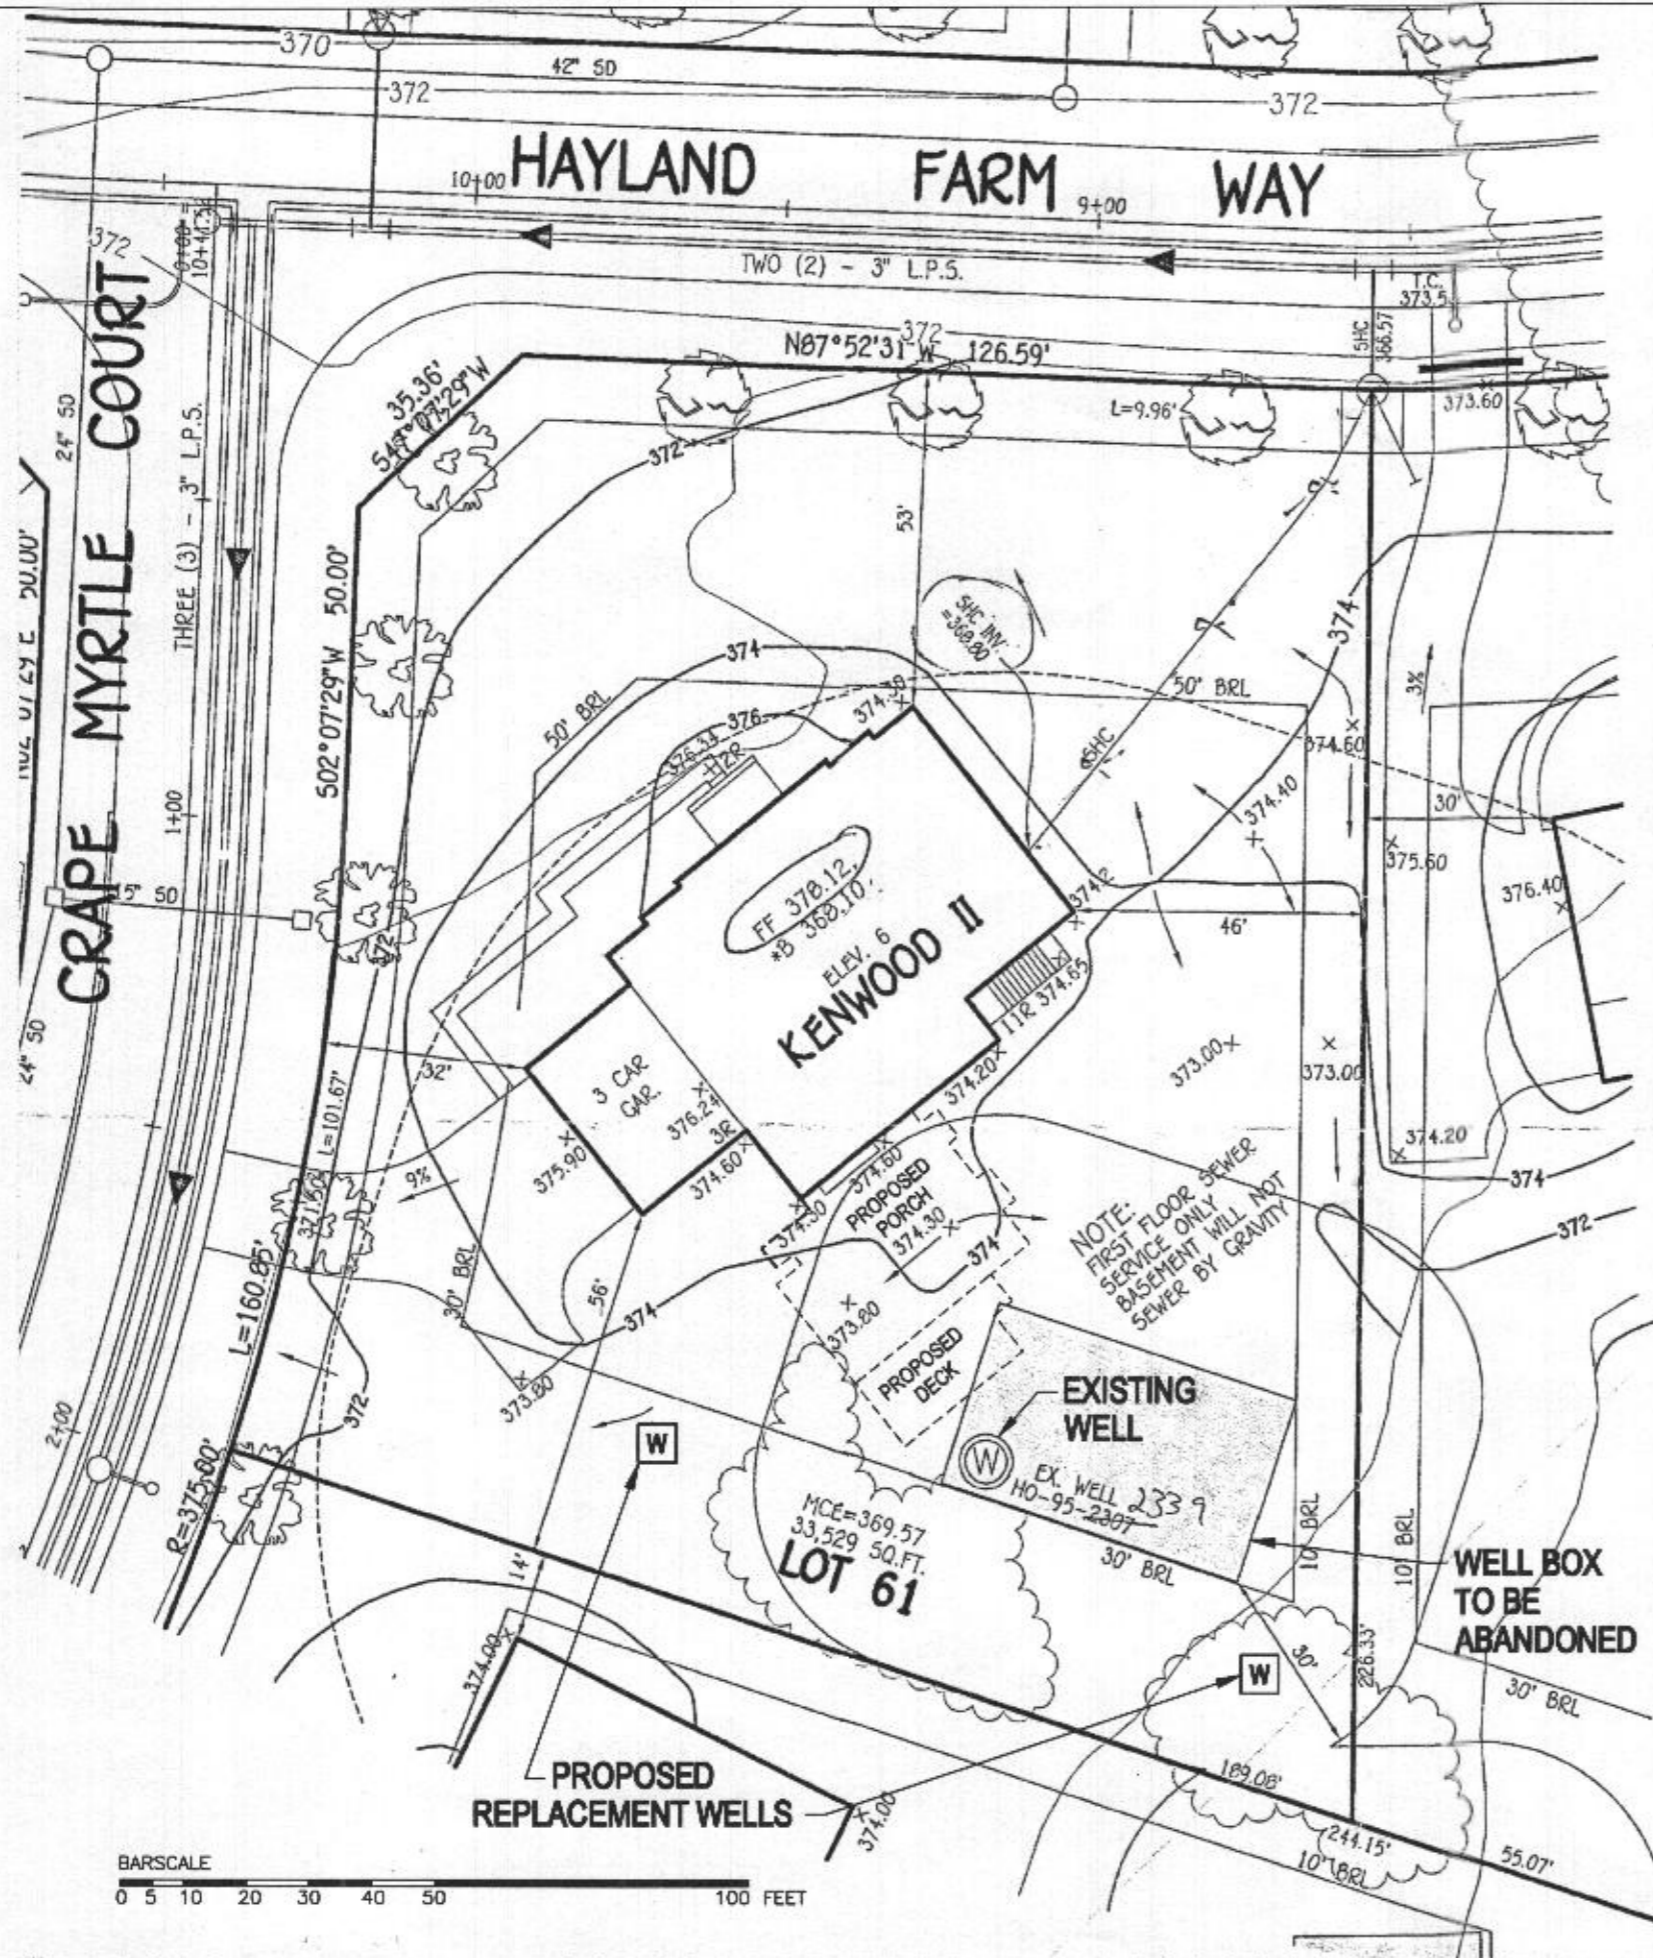 370
42" SD
372
372
HAYLAND FARM WAY
10+00
9+00
372
0+00=
TWO (2) - 3" L.P.S.
T.C.
373.5
SHC
366.57
CRAPE MYRTLE COURT
24" SD
THREE (3) - 3" L.P.S.
372
N87°52'31"W 126.59'
35.36'
L=9.96'
373.60
372
53'
S02°07'29"W 50.00'
SHC INV.
=368.80
374
374
374.30
50' BRL
50' BRL
3%
376
376.34
12R
SHC
374.60
30'
374.40
1+00
375.60
376.40
15" SD
372
FF 378.12
*B 368.10
ELEV. 6
KENWOOD II
374.2
46'
11R 374.65
24" SD
32'
3 CAR
GAR.
376.24
3R
374.20
373.00
373.00
L=101.67'
375.90
374.60
374.60
374.20
374
9%
371.50
374.30
PROPOSED
PORCH
374.30
374
NOTE:
FIRST FLOOR SEWER
SERVICE ONLY
BASEMENT WILL NOT
SEWER BY GRAVITY
372
L=160.85'
30' BRL
56'
374
373.80
373.80
PROPOSED
DECK
372
2+00
EXISTING
WELL
W
W
EX. WELL 2339
HO-95-2307
R=375.00'
MCE=369.57
33,529 SQ.FT.
LOT 61
30' BRL
10' BRL
10' BRL
WELL BOX
TO BE
ABANDONED
14'
374.00
W
30'
226.33'
30' BRL
PROPOSED
REPLACEMENT WELLS
374.00
189.08'
244.15'
10' BRL
55.07'
BARSCALE
0 5 10 20 30 40 50 100 FEET